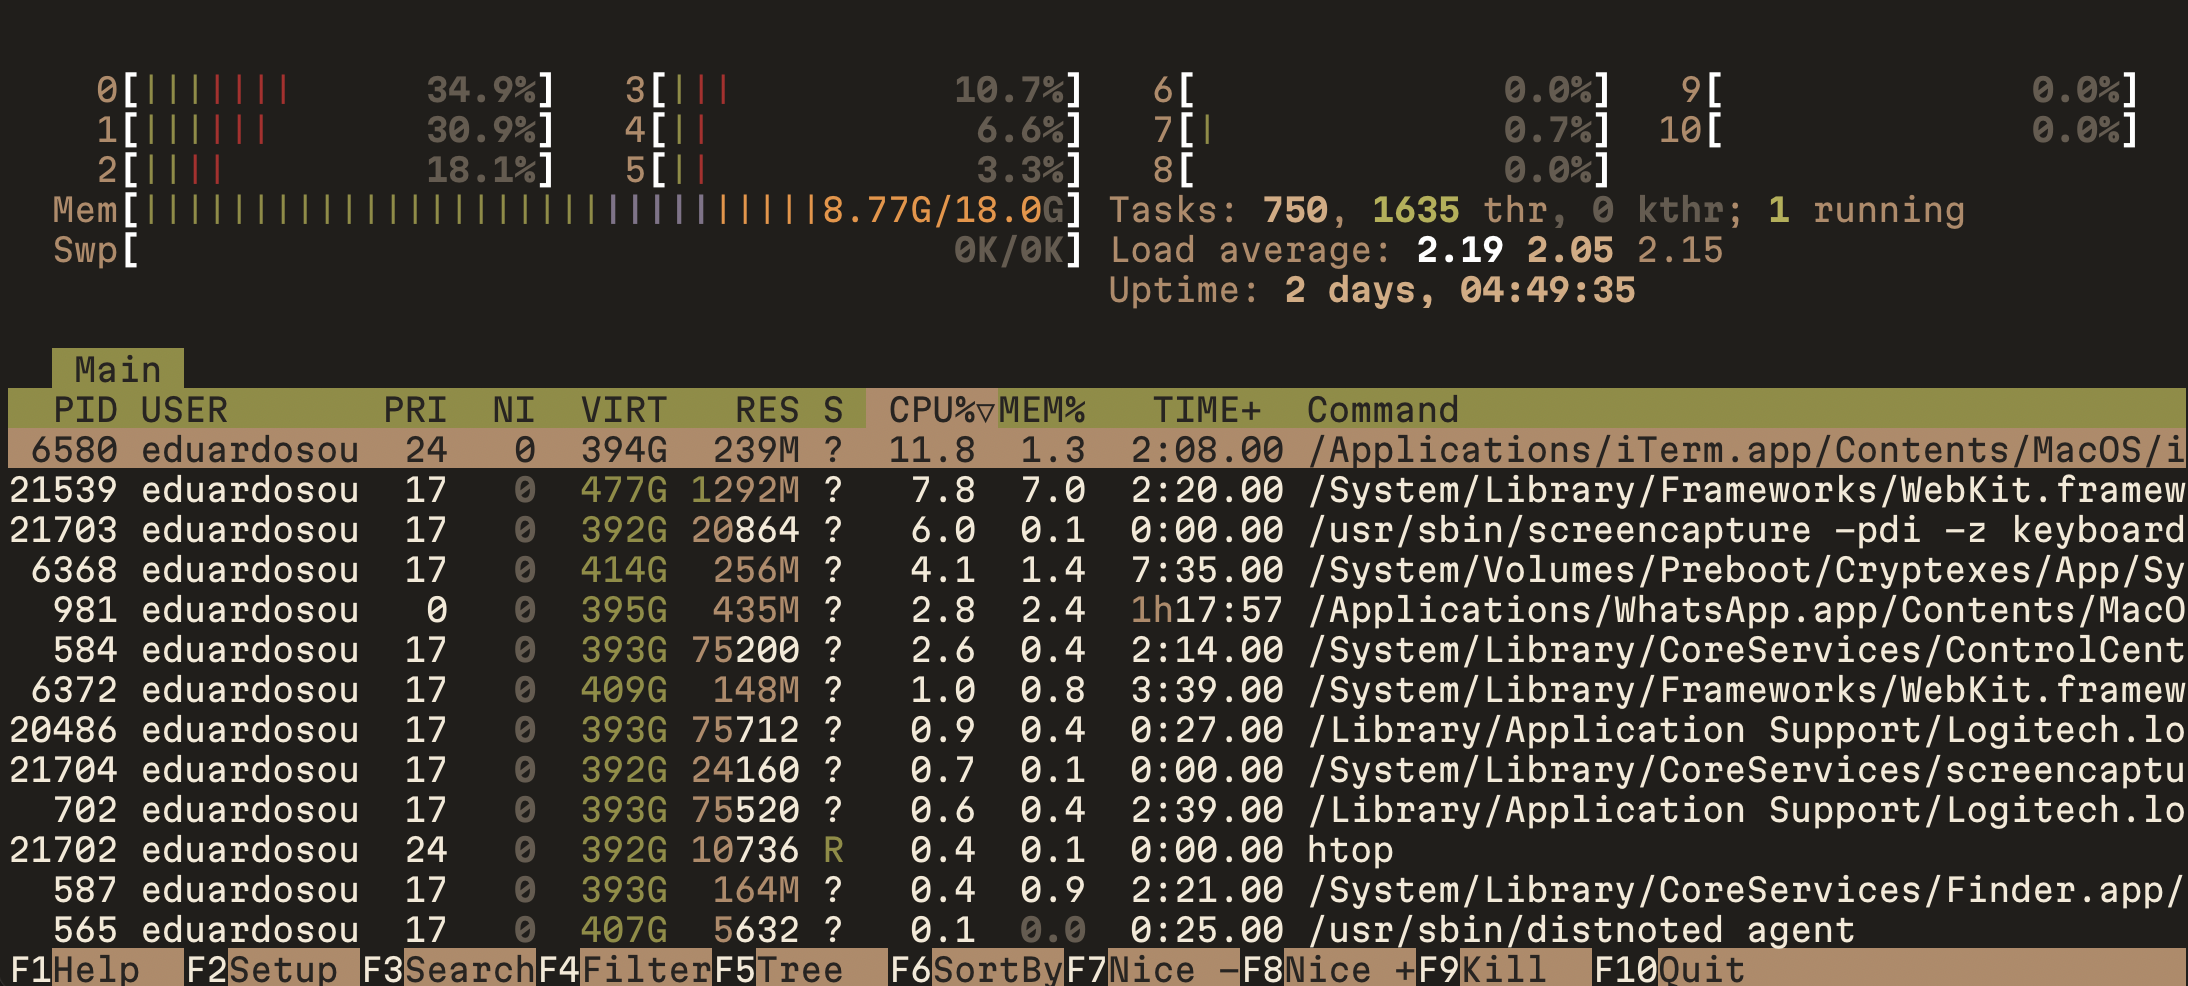 0[||||||| 34.9%] 3[||| 10.7%] 6[ 0.0%] 9[ 0.0%]
1[|||||| 30.9%] 4[|| 6.6%] 7[| 0.7%] 10[ 0.0%]
2[|||| 18.1%] 5[|| 3.3%] 8[ 0.0%]
Mem[||||||||||||||||||||||||||||||8.77G/18.0G] Tasks: 750, 1635 thr, 0 kthr; 1 running
Swp[ 0K/0K] Load average: 2.19 2.05 2.15
Uptime: 2 days, 04:49:35
Main
PID USER PRI NI VIRT RES S CPU%▽MEM% TIME+ Command
6580 eduardosou 24 0 394G 239M ? 11.8 1.3 2:08.00 /Applications/iTerm.app/Contents/MacOS/i
21539 eduardosou 17 0 477G 1292M ? 7.8 7.0 2:20.00 /System/Library/Frameworks/WebKit.framew
21703 eduardosou 17 0 392G 20864 ? 6.0 0.1 0:00.00 /usr/sbin/screencapture -pdi -z keyboard
6368 eduardosou 17 0 414G 256M ? 4.1 1.4 7:35.00 /System/Volumes/Preboot/Cryptexes/App/Sy
981 eduardosou 0 0 395G 435M ? 2.8 2.4 1h17:57 /Applications/WhatsApp.app/Contents/MacO
584 eduardosou 17 0 393G 75200 ? 2.6 0.4 2:14.00 /System/Library/CoreServices/ControlCent
6372 eduardosou 17 0 409G 148M ? 1.0 0.8 3:39.00 /System/Library/Frameworks/WebKit.framew
20486 eduardosou 17 0 393G 75712 ? 0.9 0.4 0:27.00 /Library/Application Support/Logitech.lo
21704 eduardosou 17 0 392G 24160 ? 0.7 0.1 0:00.00 /System/Library/CoreServices/screencaptu
702 eduardosou 17 0 393G 75520 ? 0.6 0.4 2:39.00 /Library/Application Support/Logitech.lo
21702 eduardosou 24 0 392G 10736 R 0.4 0.1 0:00.00 htop
587 eduardosou 17 0 393G 164M ? 0.4 0.9 2:21.00 /System/Library/CoreServices/Finder.app/
565 eduardosou 17 0 407G 5632 ? 0.1 0.0 0:25.00 /usr/sbin/distnoted agent
F1Help F2Setup F3SearchF4FilterF5Tree F6SortByF7Nice -F8Nice +F9Kill F10Quit